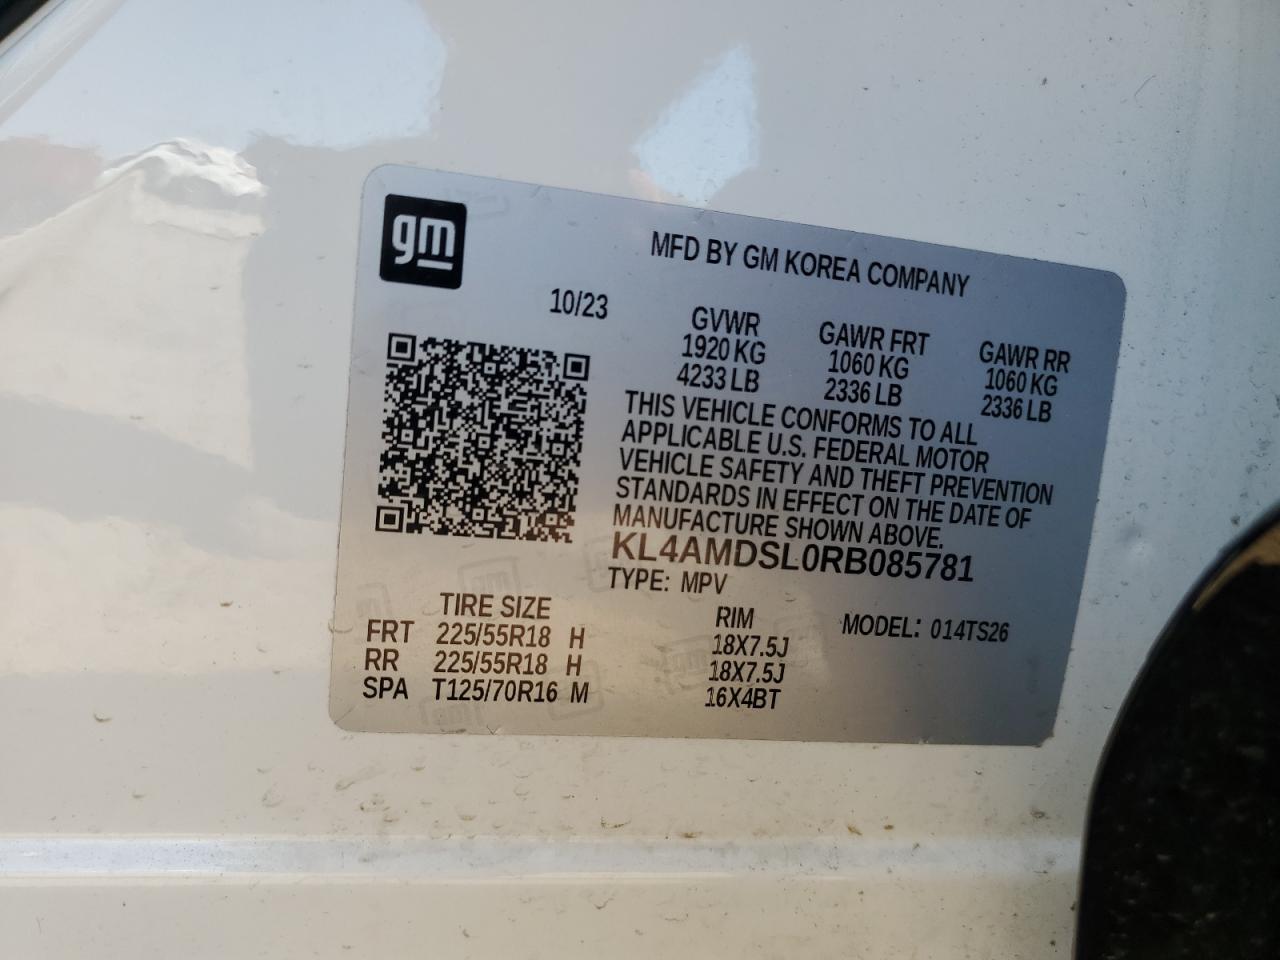 gm
MFD BY GM KOREA COMPANY
10/23
GVWR GAWR FRT GAWR RR
1920 KG 1060 KG 1060 KG
4233 LB 2336 LB 2336 LB
THIS VEHICLE CONFORMS TO ALL
APPLICABLE U.S. FEDERAL MOTOR
VEHICLE SAFETY AND THEFT PREVENTION
STANDARDS IN EFFECT ON THE DATE OF
MANUFACTURE SHOWN ABOVE.
KL4AMDSL0RB085781
TYPE: MPV
TIRE SIZE RIM MODEL: 014TS26
FRT 225/55R18 H 18X7.5J
RR 225/55R18 H 18X7.5J
SPA T125/70R16 M 16X4BT